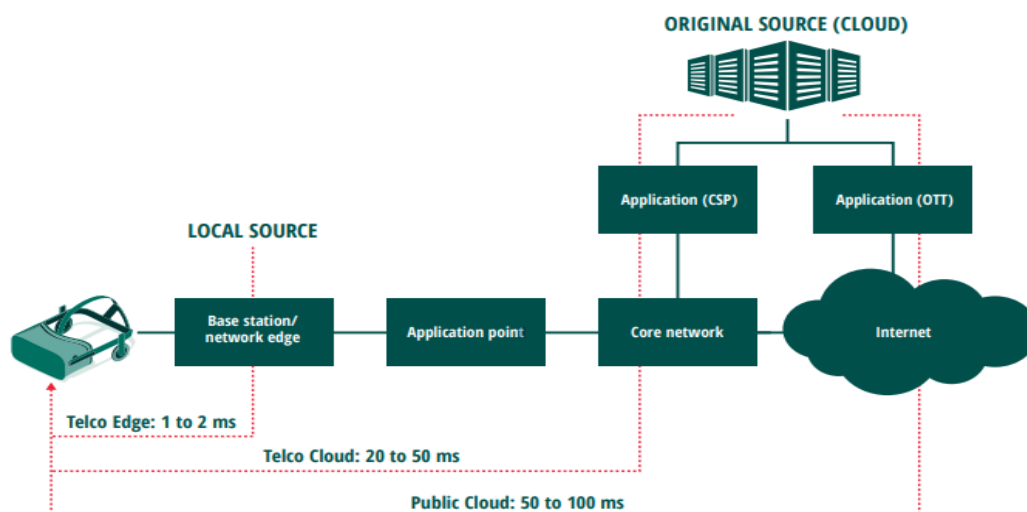 ORIGINAL SOURCE (CLOUD)
Application (CSP)
Application (OTT)
LOCAL SOURCE
Base station/
network edge
Application point
Core network
Internet
Telco Edge: 1 to 2 ms
Telco Cloud: 20 to 50 ms
Public Cloud: 50 to 100 ms